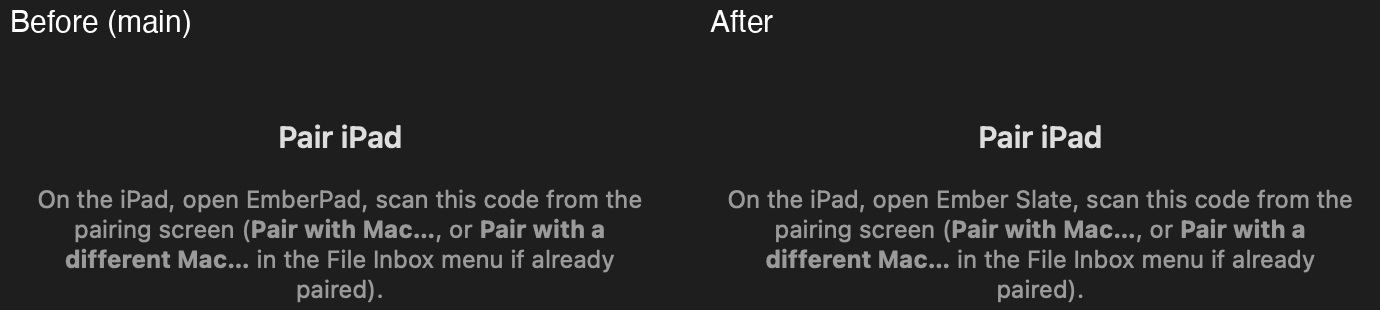 Before (main)
Pair iPad
On the iPad, open EmberPad, scan this code from the
pairing screen (Pair with Mac..., or Pair with a
different Mac... in the File Inbox menu if already
paired).
After
Pair iPad
On the iPad, open Ember Slate, scan this code from the
pairing screen (Pair with Mac..., or Pair with a
different Mac... in the File Inbox menu if already
paired).